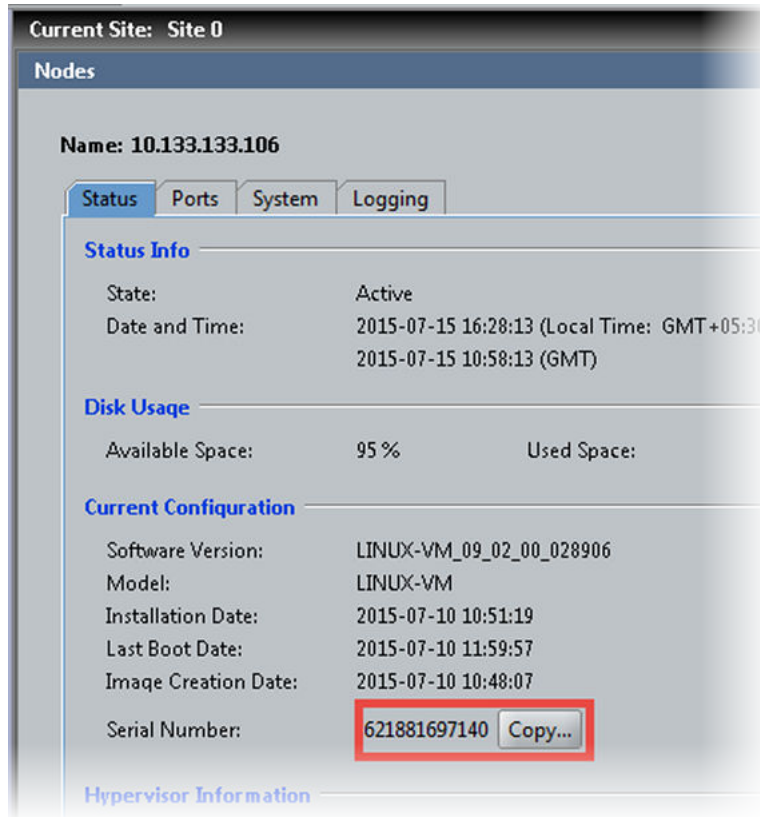 Current Site: Site 0
Nodes
Name: 10.133.133.106
Status Ports System Logging
Status Info
State: Active
Date and Time: 2015-07-15 16:28:13 (Local Time: GMT+05:30
2015-07-15 10:58:13 (GMT)
Disk Usage
Available Space: 95 % Used Space:
Current Configuration
Software Version: LINUX-VM_09_02_00_028906
Model: LINUX-VM
Installation Date: 2015-07-10 10:51:19
Last Boot Date: 2015-07-10 11:59:57
Image Creation Date: 2015-07-10 10:48:07
Serial Number: 621881697140 Copy...
Hypervisor Information